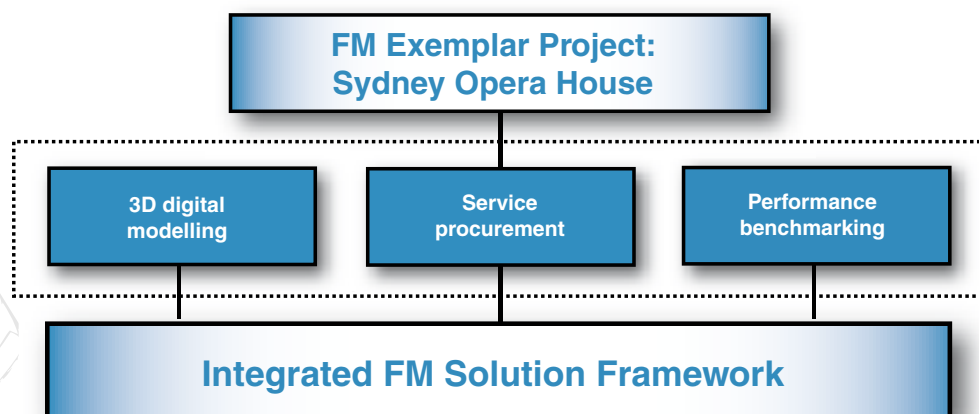 FM Exemplar Project:
Sydney Opera House
3D digital
modelling
Service
procurement
Performance
benchmarking
Integrated FM Solution Framework